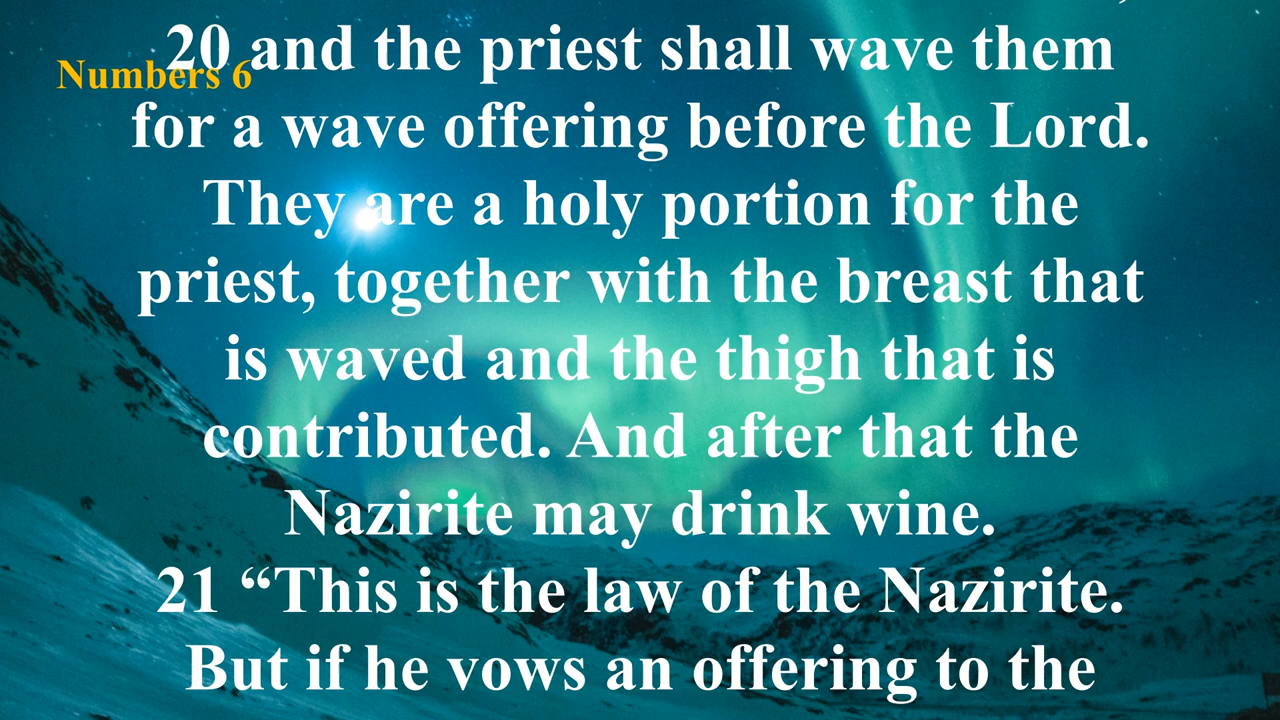 Numbers 6
20 and the priest shall wave them
for a wave offering before the Lord.
They are a holy portion for the
priest, together with the breast that
is waved and the thigh that is
contributed. And after that the
Nazirite may drink wine.
21 “This is the law of the Nazirite.
But if he vows an offering to the